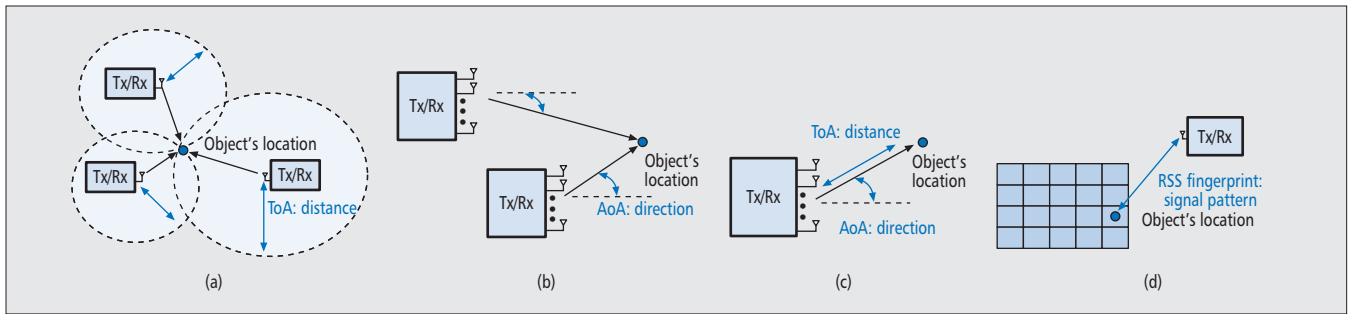 Tx/Rx
Object's location
Tx/Rx
Tx/Rx
ToA: distance
(a)
Tx/Rx
Tx/Rx
Object's
location
AoA: direction
(b)
Tx/Rx
ToA: distance
Object's
location
AoA: direction
(c)
Tx/Rx
RSS fingerprint:
signal pattern
Object's location
(d)